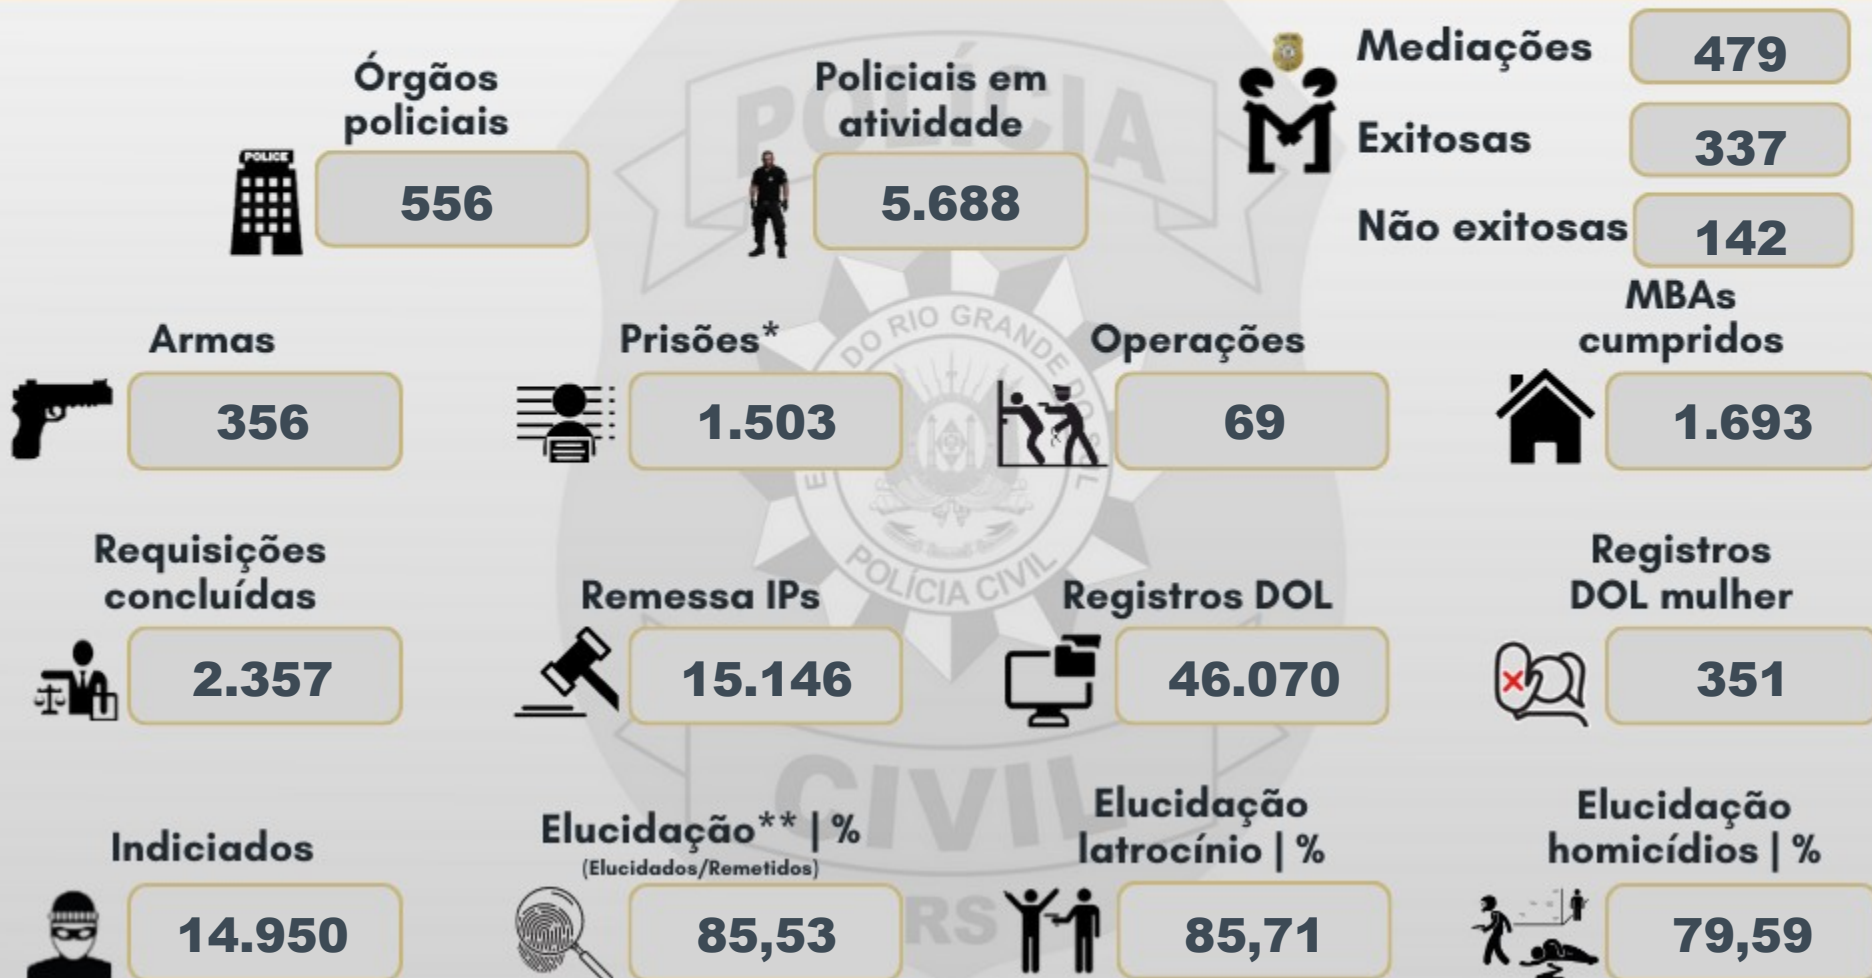 Órgãos
policiais
POLICE
556
Policiais em
atividade
5.688
Mediações
479
Exitosas
337
Não exitosas
142
Armas
356
Prisões*
1.503
Operações
69
MBAs
cumpridos
1.693
Requisições
concluídas
2.357
Remessa IPs
15.146
Registros DOL
46.070
Registros
DOL mulher
351
Indiciados
14.950
Elucidação** | %
(Elucidados/Remetidos)
85,53
Elucidação
latrocínio | %
85,71
Elucidação
homicídios | %
79,59
POLÍCIA
DO RIO GRANDE DO SUL
POLÍCIA CIVIL
CIVIL
RS